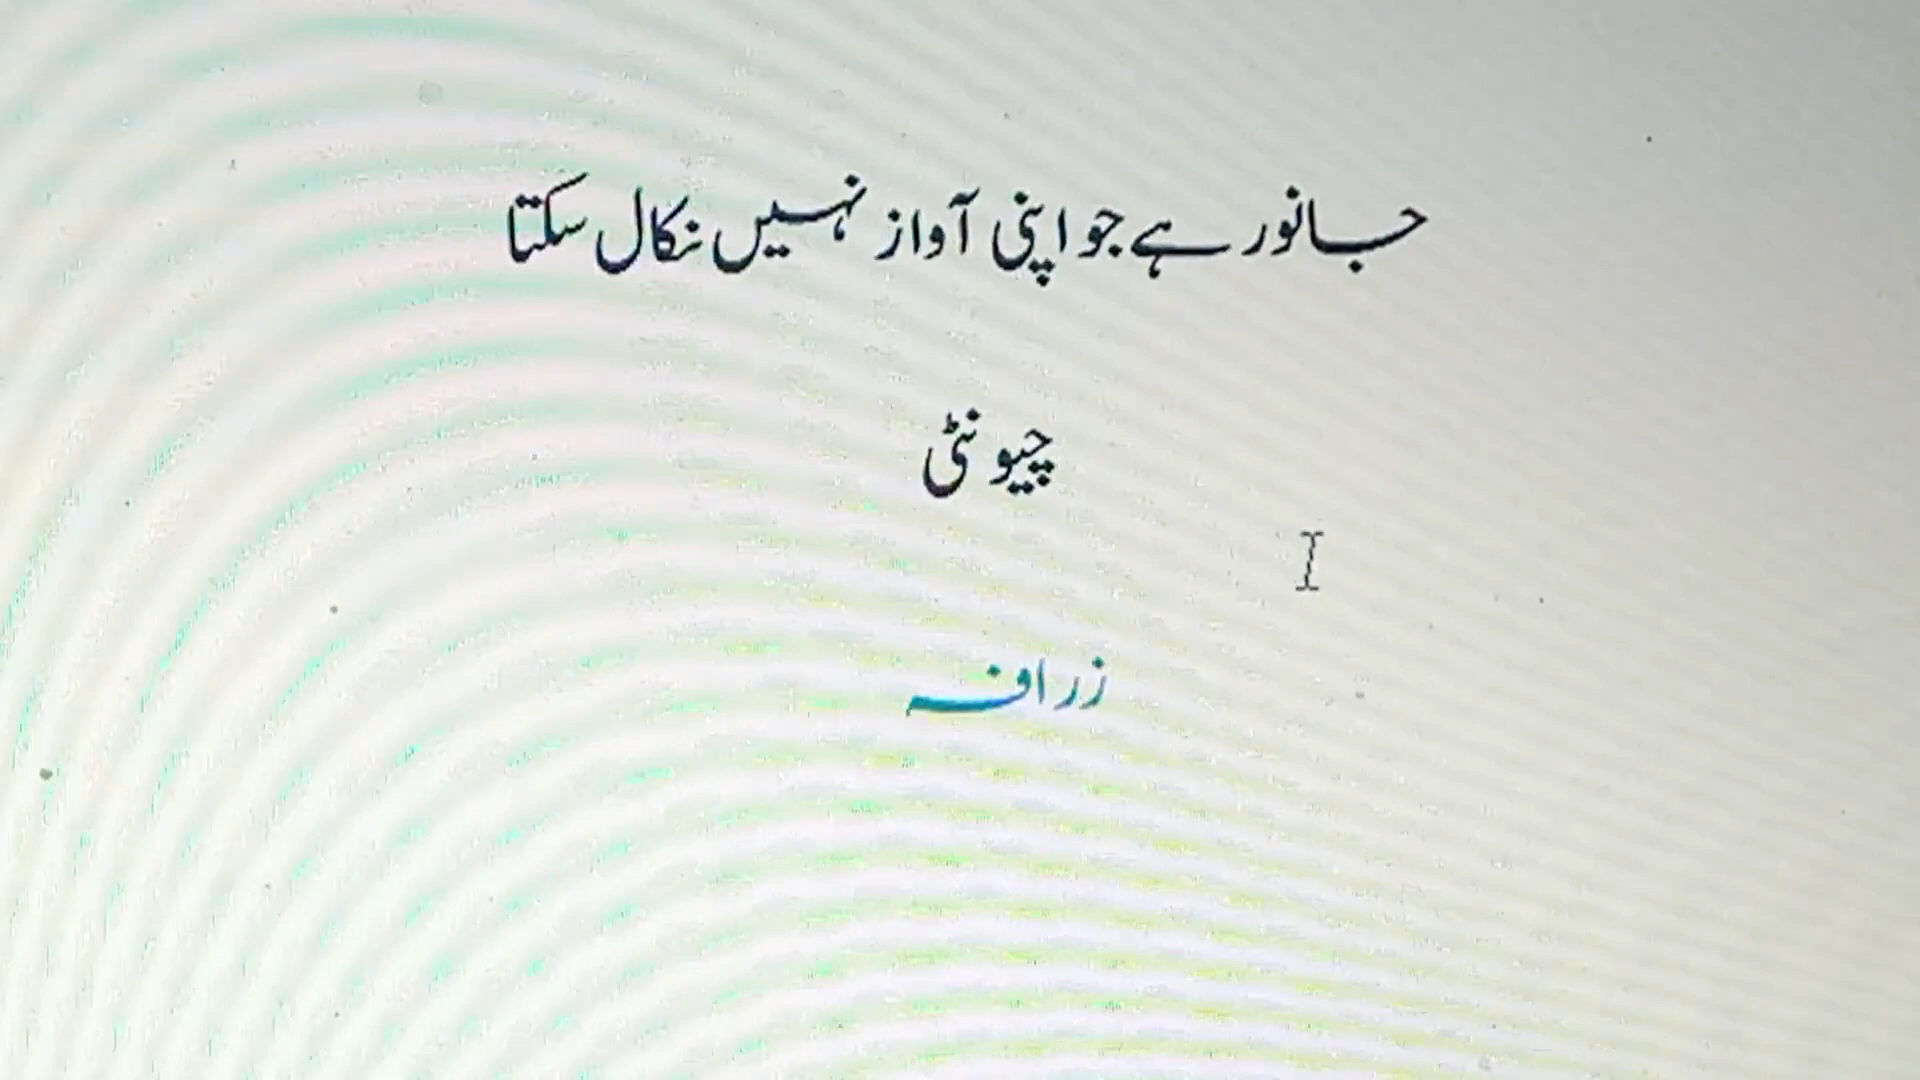 جانور ہے جو اپنی آواز نہیں نکال سکتا
چیونٹی
زرافہ